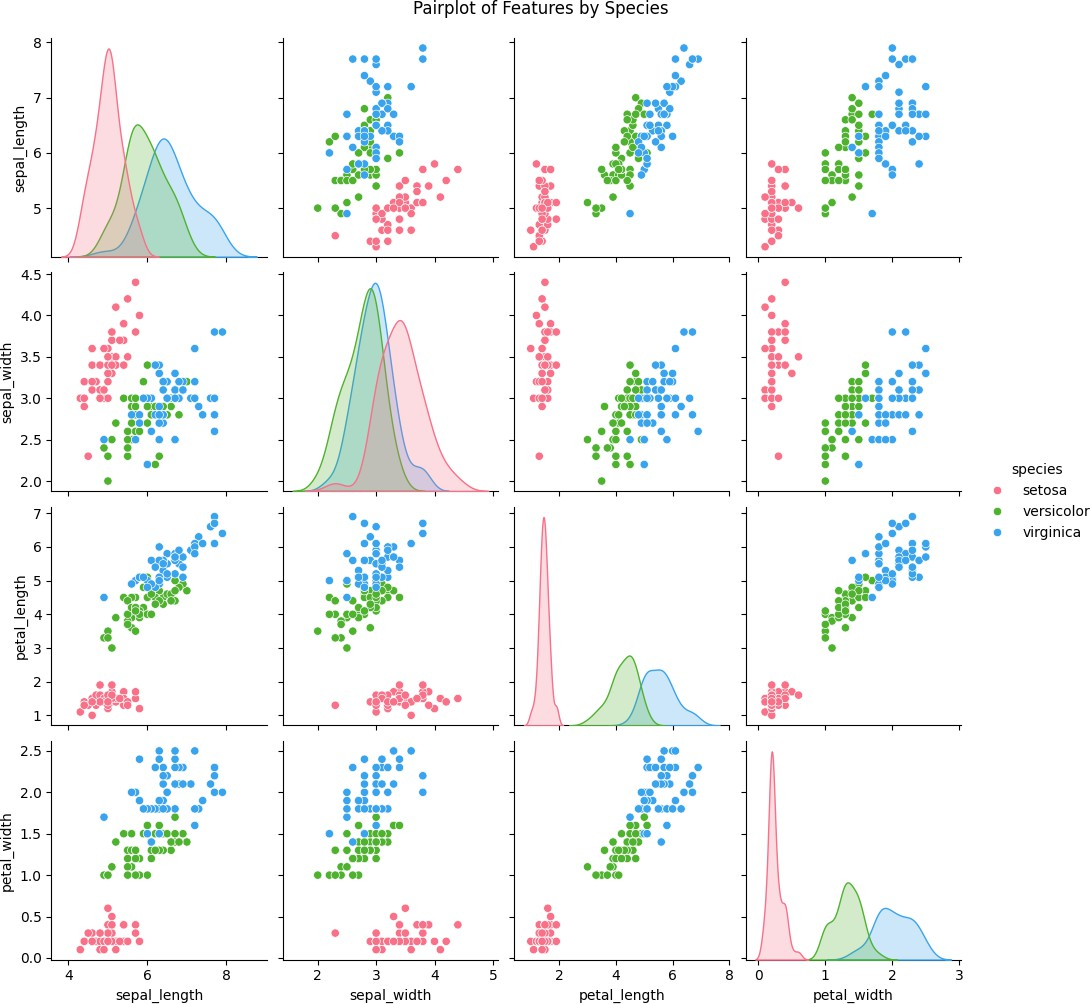 Pairplot of Features by Species
8
7
6
5
sepal_length
4.5
4.0
3.5
3.0
2.5
2.0
sepal_width
species
setosa
versicolor
virginica
7
6
5
4
3
2
1
petal_length
2.5
2.0
1.5
1.0
0.5
0.0
petal_width
4 6 8 2 3 4 5 2 4 6 8 0 1 2 3
sepal_length sepal_width petal_length petal_width